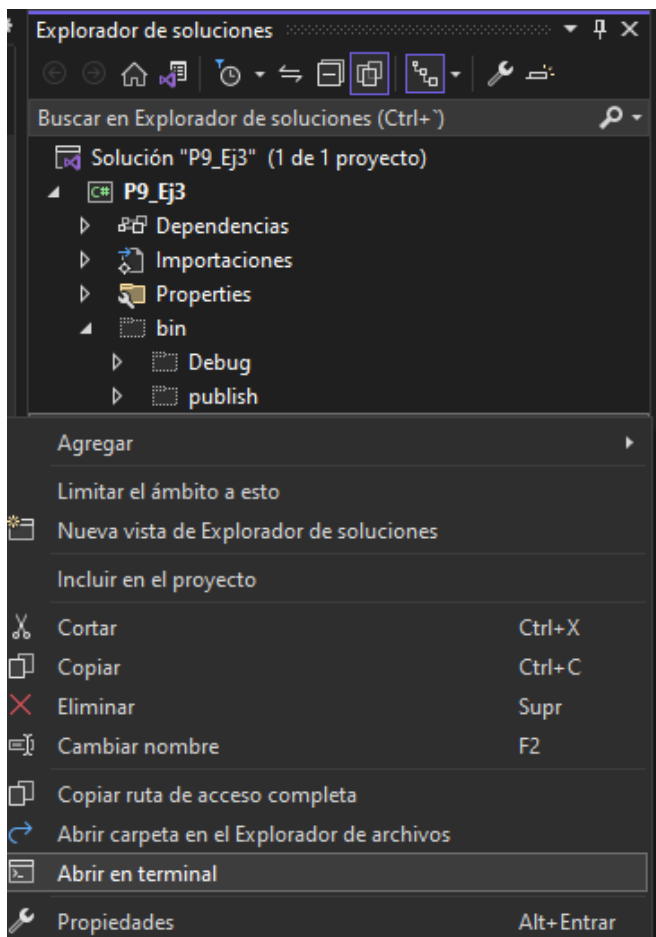 Explorador de soluciones
Buscar en Explorador de soluciones (Ctrl+`)
Solución "P9_Ej3" (1 de 1 proyecto)
C# P9_Ej3
Dependencias
Importaciones
Properties
bin
Debug
publish
Agregar
Limitar el ámbito a esto
Nueva vista de Explorador de soluciones
Incluir en el proyecto
Cortar Ctrl+X
Copiar Ctrl+C
Eliminar Supr
Cambiar nombre F2
Copiar ruta de acceso completa
Abrir carpeta en el Explorador de archivos
Abrir en terminal
Propiedades Alt+Entrar